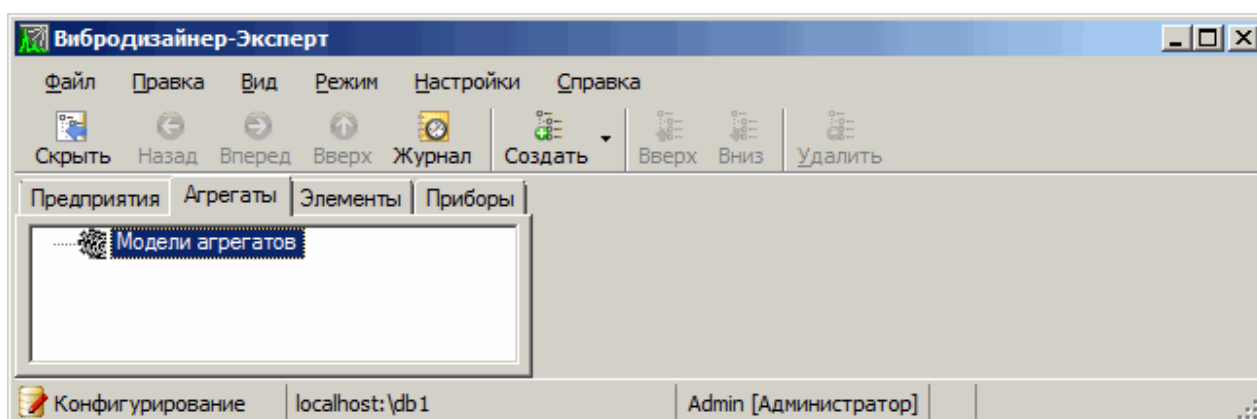 Вибродизайнер-Эксперт
Файл Правка Вид Режим Настройки Справка
Скрыть Назад Вперед Вверх Журнал Создать Вверх Вниз Удалить
Предприятия Агрегаты Элементы Приборы
Модели агрегатов
Конфигурирование localhost:\db1 Admin [Администратор]